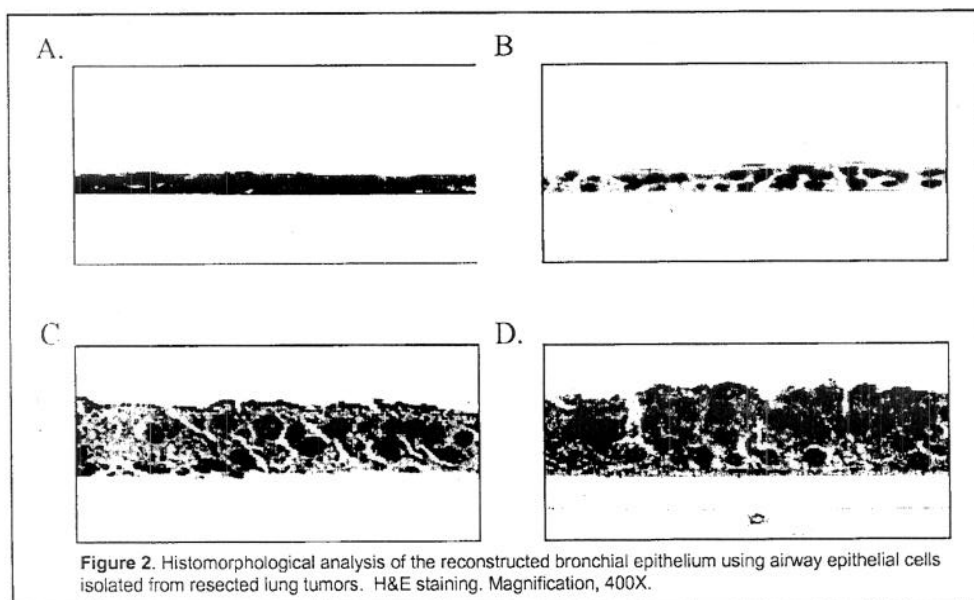 A.
B
C
D.
Figure 2. Histomorphological analysis of the reconstructed bronchial epithelium using airway epithelial cells
isolated from resected lung tumors. H&E staining. Magnification, 400X.